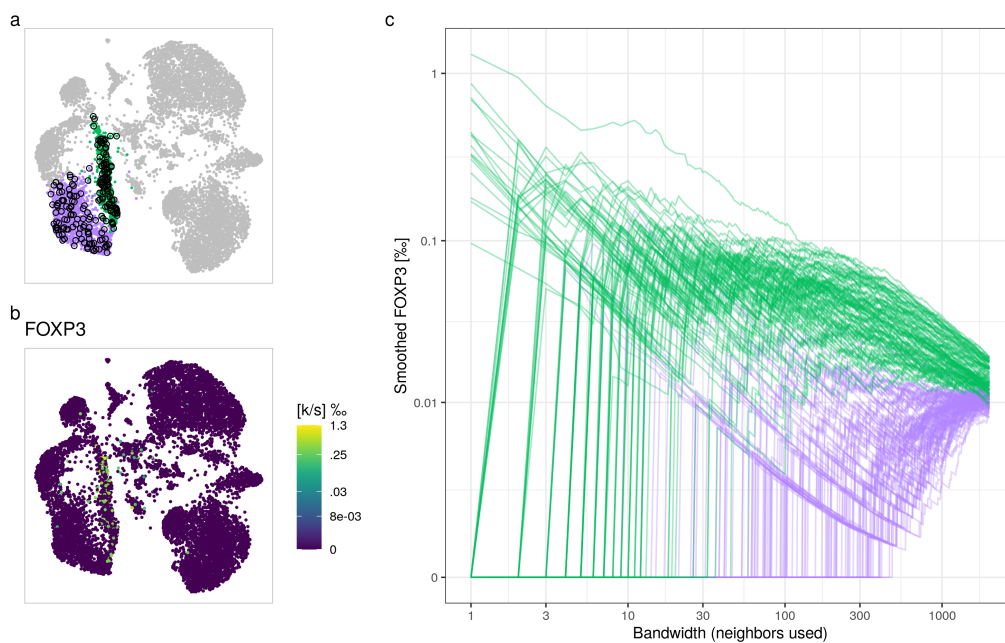 a
b
FOXP3
[k/s] ‰
1.3
.25
.03
8e-03
0
c
Smoothed FOXP3 [‰]
1
0.1
0.01
0
1
3
10
30
100
300
1000
Bandwidth (neighbors used)